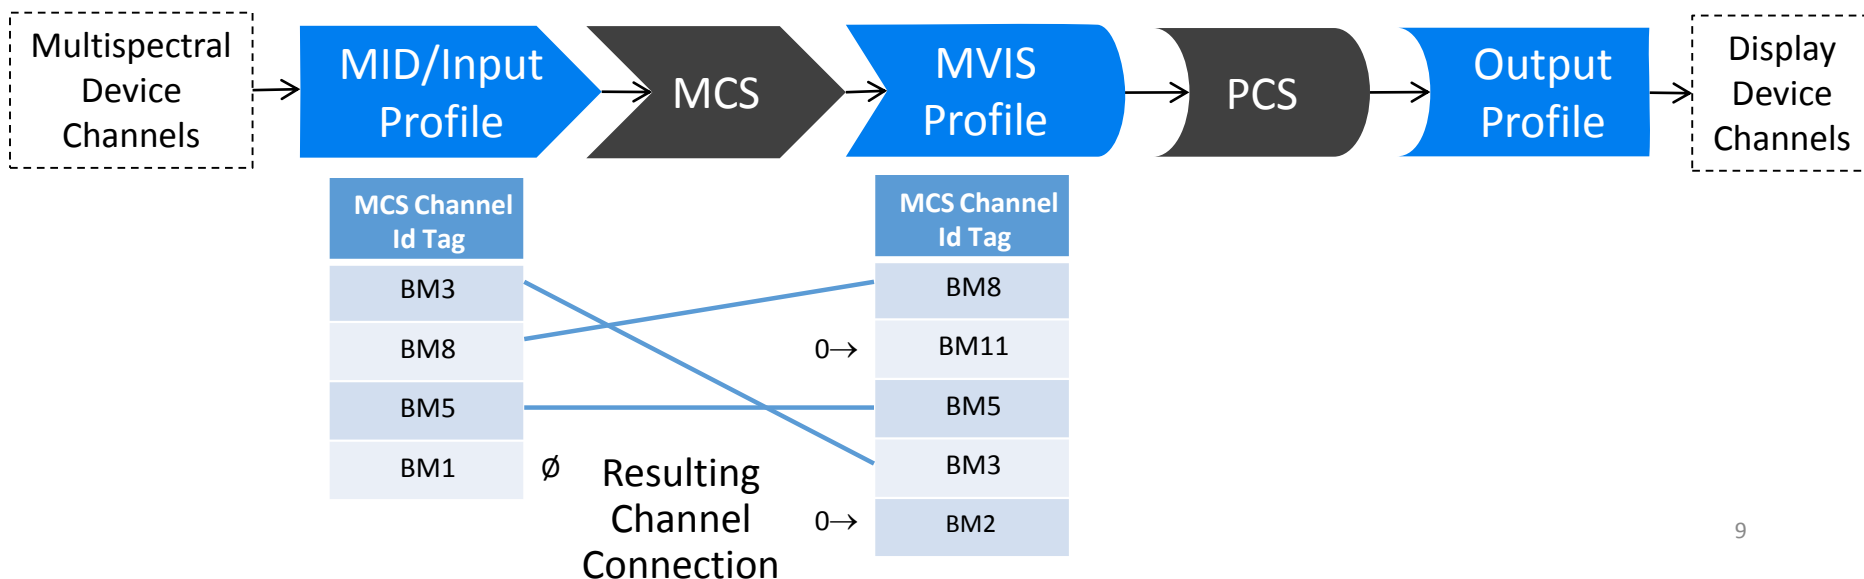 Multispectral
Device
Channels
MID/Input
Profile
MCS
MVIS
Profile
PCS
Output
Profile
Display
Device
Channels
MCS Channel
Id Tag
BM3
BM8
BM5
BM1
Ø
Resulting
Channel
Connection
MCS Channel
Id Tag
BM8
0→ BM11
BM5
BM3
0→ BM2
9